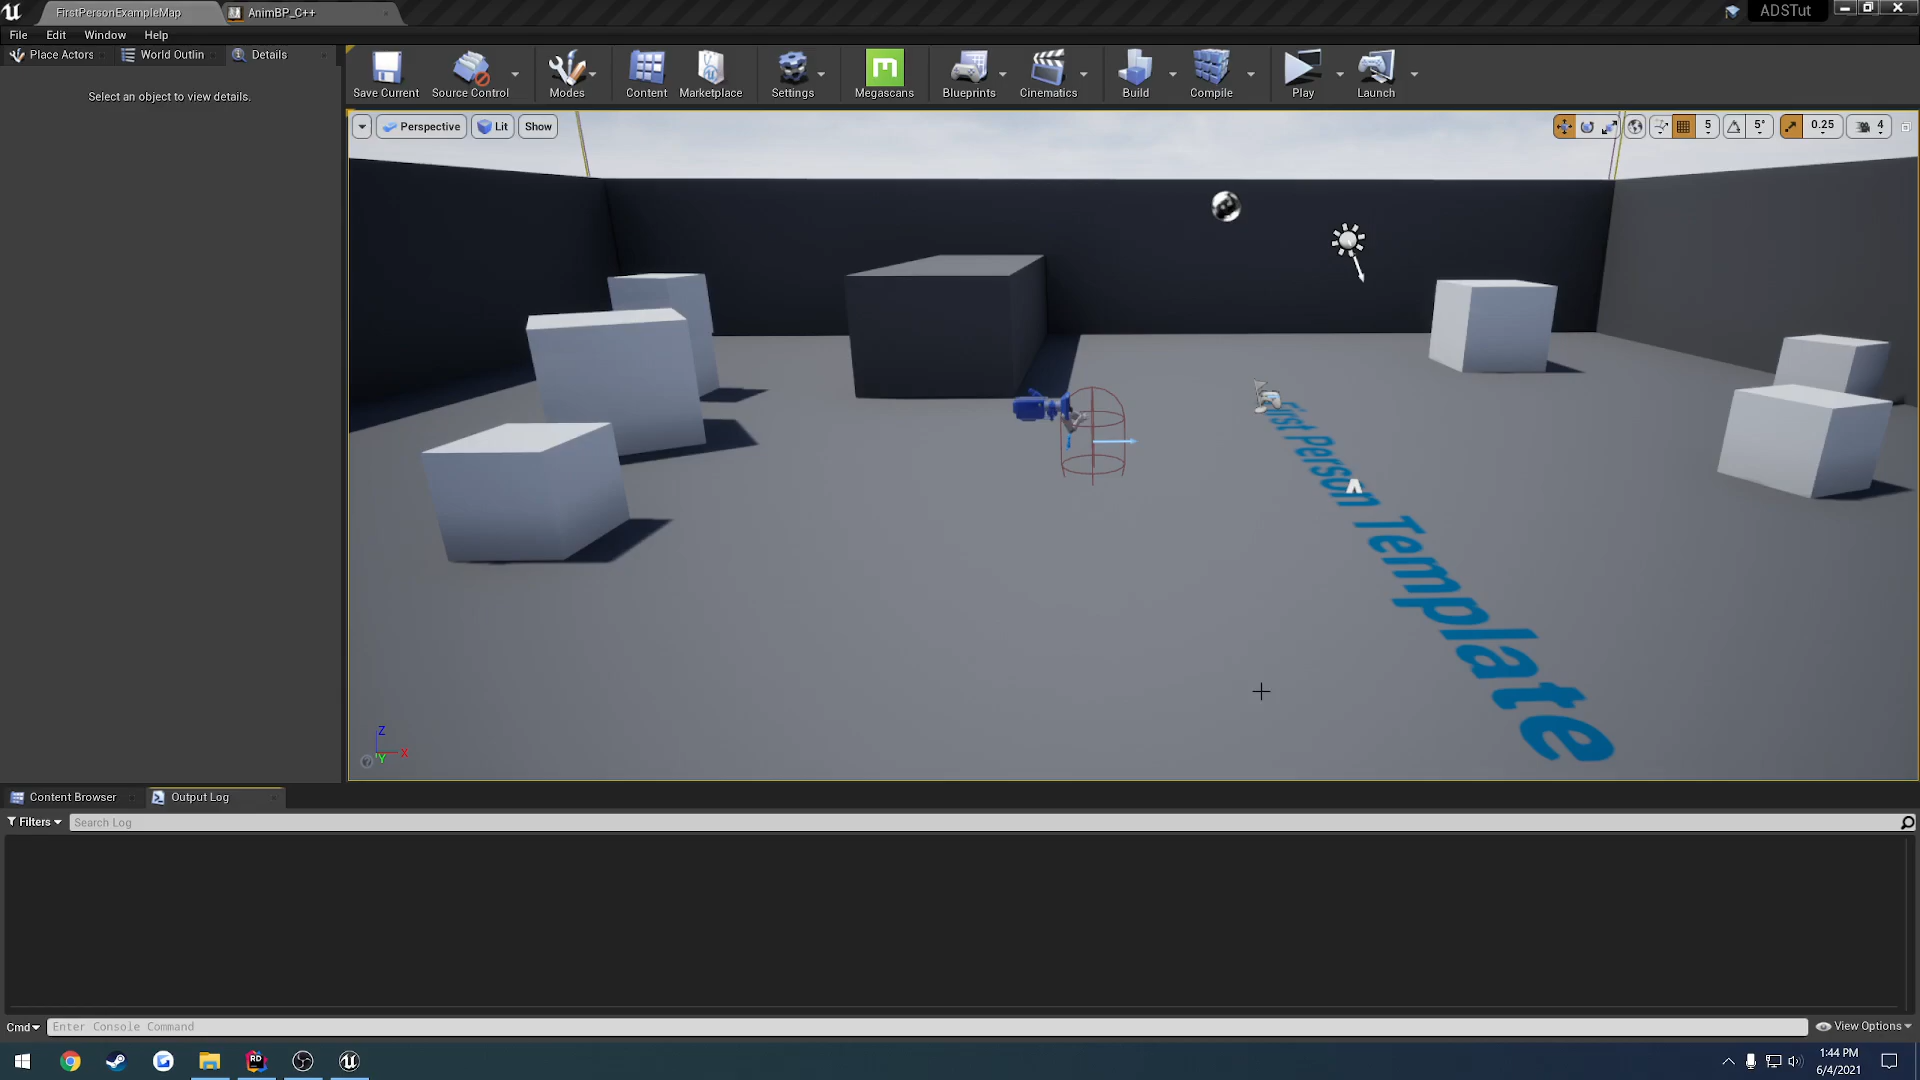 FirstPersonExampleMap
AnimBP_C++
ADSTut
File Edit Window Help
Place Actors World Outlin Details
Select an object to view details.
Save Current Source Control Modes Content Marketplace Settings Megascans Blueprints Cinematics Build Compile Play Launch
Perspective Lit Show
5 5° 0.25 4
First Person Template
Z
X
Y
Content Browser Output Log
Filters Search Log
Cmd Enter Console Command View Options
1:44 PM
6/4/2021